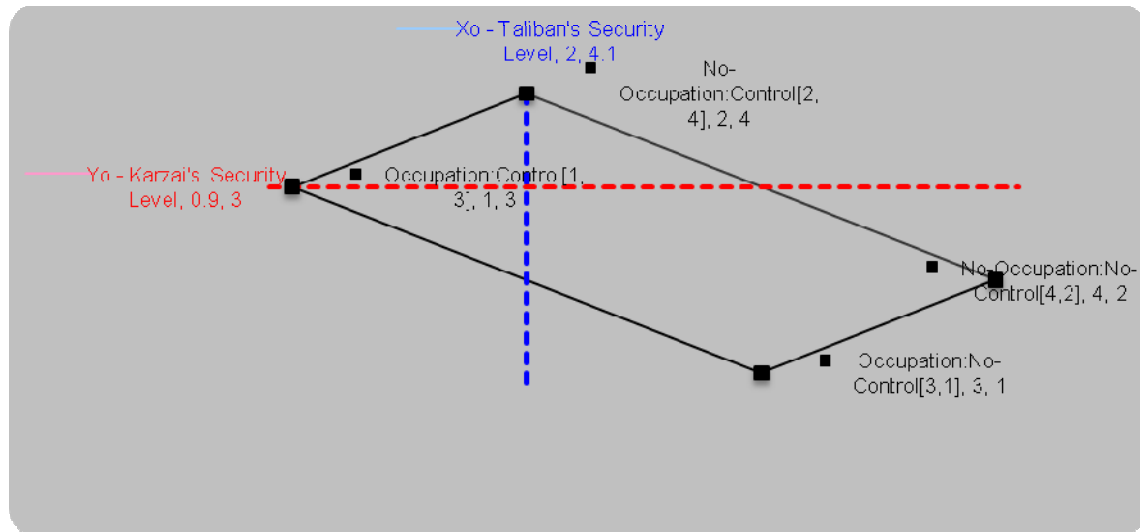 Xo - Taliban's Security
Level, 2, 4.1
No-
Occupation:Control[2,
4], 2, 4
Yo - Karzai's Security
Level, 0.9, 3
Occupation:Control[1,
3], 1, 3
No-Occupation:No-
Control[4,2], 4, 2
Occupation:No-
Control[3,1], 3, 1